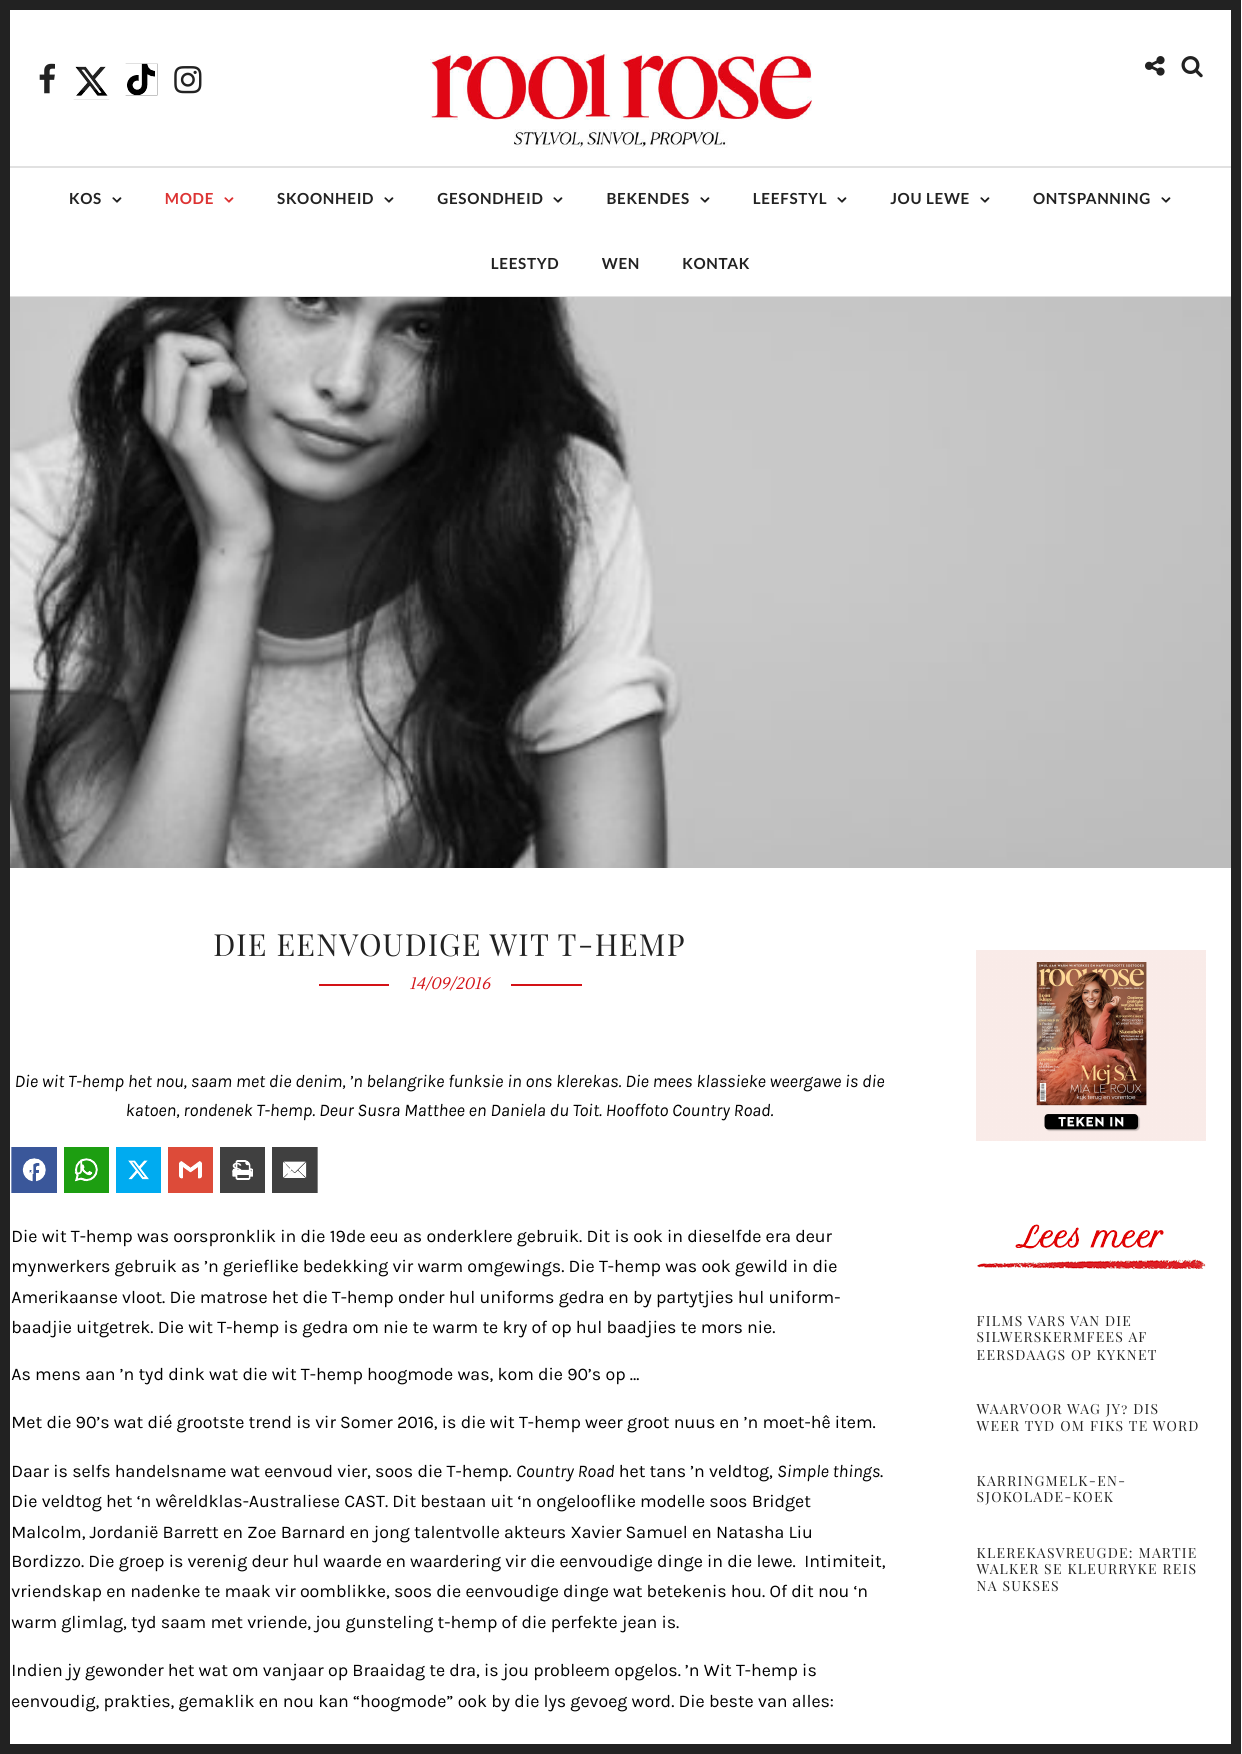 rooi rose
STYLVOL, SINVOL, PROPVOL.
KOS MODE SKOONHEID GESONDHEID BEKENDES LEEFSTYL JOU LEWE ONTSPANNING
LEESTYD WEN KONTAK
DIE EENVOUDIGE WIT T-HEMP
14/09/2016
Die wit T-hemp het nou, saam met die denim, ’n belangrike funksie in ons klerekas. Die mees klassieke weergawe is die
katoen, rondenek T-hemp. Deur Susra Matthee en Daniela du Toit. Hooffoto Country Road.
Die wit T-hemp was oorspronklik in die 19de eeu as onderklere gebruik. Dit is ook in dieselfde era deur
mynwerkers gebruik as ’n gerieflike bedekking vir warm omgewings. Die T-hemp was ook gewild in die
Amerikaanse vloot. Die matrose het die T-hemp onder hul uniforms gedra en by partytjies hul uniform-
baadjie uitgetrek. Die wit T-hemp is gedra om nie te warm te kry of op hul baadjies te mors nie.
As mens aan ’n tyd dink wat die wit T-hemp hoogmode was, kom die 90’s op …
Met die 90’s wat dié grootste trend is vir Somer 2016, is die wit T-hemp weer groot nuus en ’n moet-hê item.
Daar is selfs handelsname wat eenvoud vier, soos die T-hemp. Country Road het tans ’n veldtog, Simple things.
Die veldtog het ‘n wêreldklas-Australiese CAST. Dit bestaan uit ‘n ongelooflike modelle soos Bridget
Malcolm, Jordanië Barrett en Zoe Barnard en jong talentvolle akteurs Xavier Samuel en Natasha Liu
Bordizzo. Die groep is verenig deur hul waarde en waardering vir die eenvoudige dinge in die lewe.  Intimiteit,
vriendskap en nadenke te maak vir oomblikke, soos die eenvoudige dinge wat betekenis hou. Of dit nou ‘n
warm glimlag, tyd saam met vriende, jou gunsteling t-hemp of die perfekte jean is.
Indien jy gewonder het wat om vanjaar op Braaidag te dra, is jou probleem opgelos. ’n Wit T-hemp is
eenvoudig, prakties, gemaklik en nou kan “hoogmode” ook by die lys gevoeg word. Die beste van alles:
rooi rose
Mej SA
MIA LE ROUX
TEKEN IN
Lees meer
FILMS VARS VAN DIE
SILWERSKERMFEES AF
EERSDAAGS OP KYKNET
WAARVOOR WAG JY? DIS
WEER TYD OM FIKS TE WORD
KARRINGMELK-EN-
SJOKOLADE-KOEK
KLEREKASVREUGDE: MARTIE
WALKER SE KLEURRYKE REIS
NA SUKSES